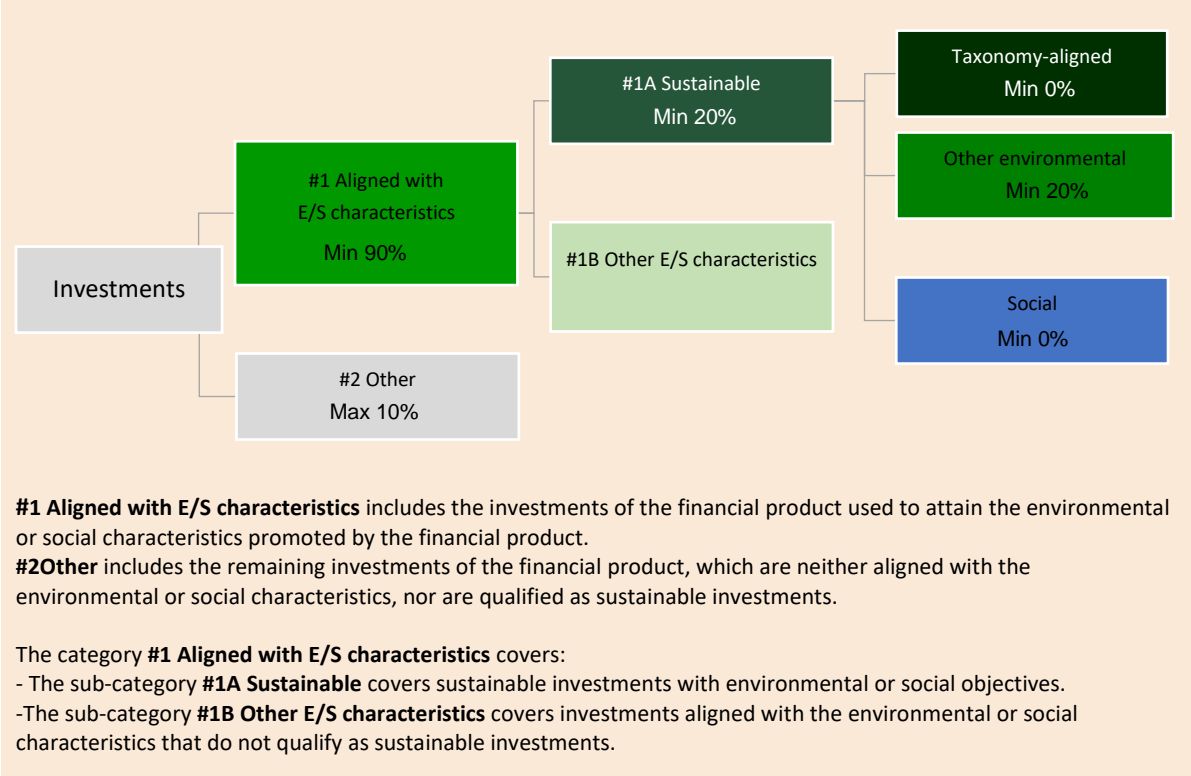 Investments
#1 Aligned with
E/S characteristics
Min 90%
#2 Other
Max 10%
#1A Sustainable
Min 20%
#1B Other E/S characteristics
Taxonomy-aligned
Min 0%
Other environmental
Min 20%
Social
Min 0%
#1 Aligned with E/S characteristics includes the investments of the financial product used to attain the environmental
or social characteristics promoted by the financial product.
#2Other includes the remaining investments of the financial product, which are neither aligned with the
environmental or social characteristics, nor are qualified as sustainable investments.
The category #1 Aligned with E/S characteristics covers:
- The sub-category #1A Sustainable covers sustainable investments with environmental or social objectives.
-The sub-category #1B Other E/S characteristics covers investments aligned with the environmental or social
characteristics that do not qualify as sustainable investments.